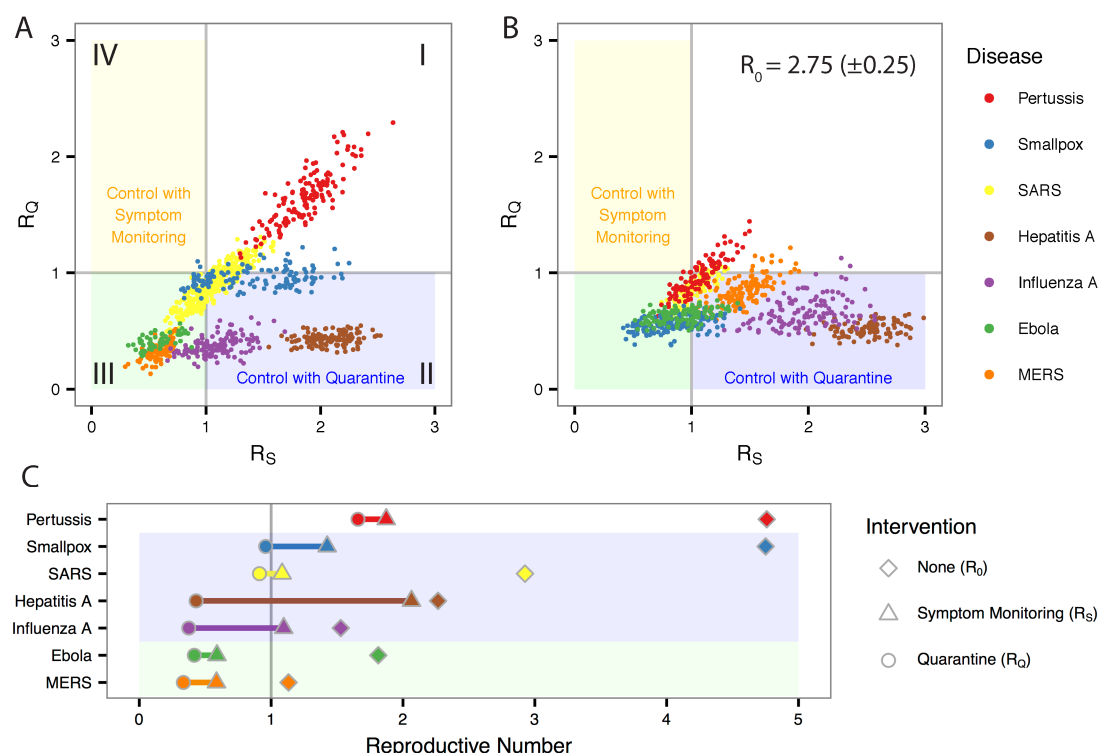 A
B
IV
I
R0 = 2.75 (±0.25)
Control with
Symptom
Monitoring
Control with
Symptom
Monitoring
III
Control with Quarantine
II
Control with Quarantine
3
2
1
0
RQ
0
1
2
3
RS
3
2
1
0
RQ
0
1
2
3
RS
Disease
Pertussis
Smallpox
SARS
Hepatitis A
Influenza A
Ebola
MERS
C
Pertussis
Smallpox
SARS
Hepatitis A
Influenza A
Ebola
MERS
0
1
2
3
4
5
Reproductive Number
Intervention
None (R0)
Symptom Monitoring (RS)
Quarantine (RQ)